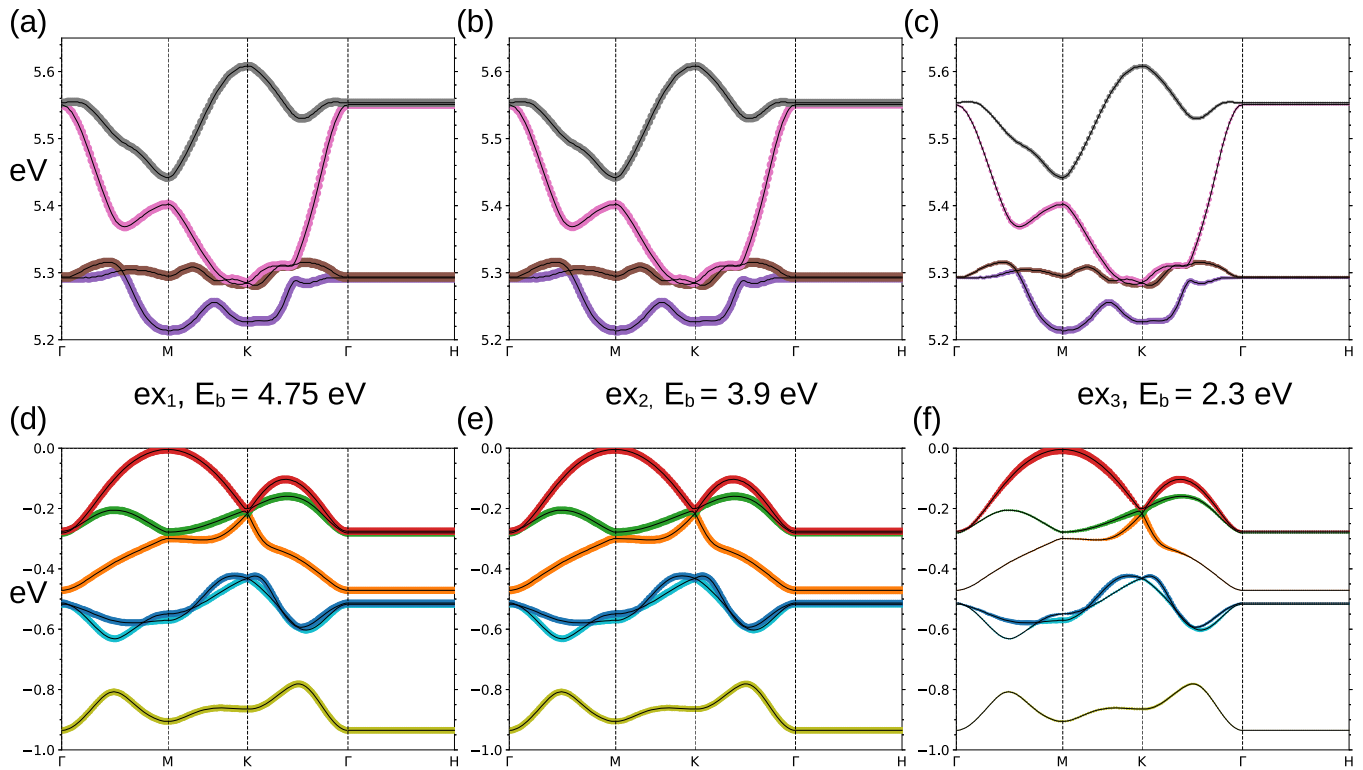 (a) (b) (c)
5.6 5.6 5.6
5.5 5.5 5.5
eV
5.4 5.4 5.4
5.3 5.3 5.3
5.2 5.2 5.2
Γ M K Γ H Γ M K Γ H Γ M K Γ H
ex₁, E_b = 4.75 eV ex₂, E_b = 3.9 eV ex₃, E_b = 2.3 eV
(d) (e) (f)
0.0 0.0 0.0
−0.2 −0.2 −0.2
−0.4 −0.4 −0.4
eV
−0.6 −0.6 −0.6
−0.8 −0.8 −0.8
−1.0 −1.0 −1.0
Γ M K Γ H Γ M K Γ H Γ M K Γ H